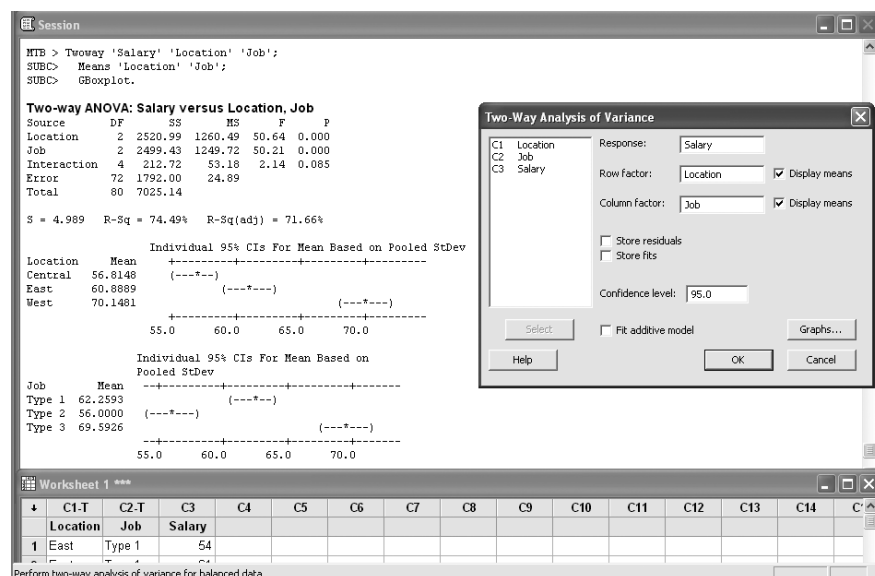 Session
MTB > Twoway 'Salary' 'Location' 'Job';
SUBC> Means 'Location' 'Job';
SUBC> GBoxplot.
Two-way ANOVA: Salary versus Location, Job
Source DF SS MS F P
Location 2 2520.99 1260.49 50.64 0.000
Job 2 2499.43 1249.72 50.21 0.000
Interaction 4 212.72 53.18 2.14 0.085
Error 72 1792.00 24.89
Total 80 7025.14
S = 4.989 R-Sq = 74.49% R-Sq(adj) = 71.66%
Individual 95% CIs For Mean Based on Pooled StDev
Location Mean +---------+---------+---------+---------
Central 56.8148 (---*--)
East 60.8889 (---*---)
West 70.1481 (---*---)
+---------+---------+---------+---------
55.0 60.0 65.0 70.0
Individual 95% CIs For Mean Based on
Pooled StDev
Job Mean --+---------+---------+---------+-------
Type 1 62.2593 (---*--)
Type 2 56.0000 (---*---)
Type 3 69.5926 (---*---)
--+---------+---------+---------+-------
55.0 60.0 65.0 70.0
Two-Way Analysis of Variance
C1 Location
C2 Job
C3 Salary
Response: Salary
Row factor: Location Display means
Column factor: Job Display means
Store residuals
Store fits
Confidence level: 95.0
Select Fit additive model Graphs...
Help OK Cancel
Worksheet 1 ***
C1-T C2-T C3 C4 C5 C6 C7 C8 C9 C10 C11 C12 C13 C14
Location Job Salary
1 East Type 1 54
Perform two-way analysis of variance for balanced data